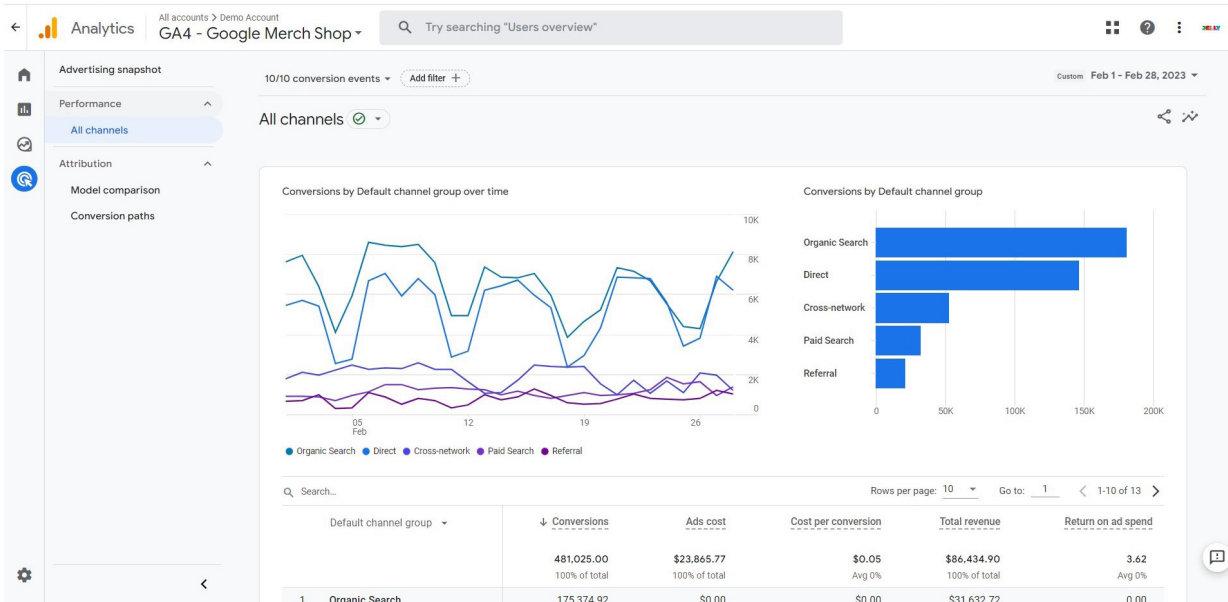 All accounts > Demo Account
Analytics
GA4 - Google Merch Shop
Try searching "Users overview"
Advertising snapshot
Performance
All channels
Attribution
Model comparison
Conversion paths
10/10 conversion events
Add filter +
Custom Feb 1 - Feb 28, 2023
All channels
Conversions by Default channel group over time
10K
8K
6K
4K
2K
0
05
Feb
12
19
26
Organic Search Direct Cross-network Paid Search Referral
Conversions by Default channel group
Organic Search
Direct
Cross-network
Paid Search
Referral
0 50K 100K 150K 200K
Search...
Rows per page: 10 Go to: 1 1-10 of 13
Default channel group Conversions Ads cost Cost per conversion Total revenue Return on ad spend
481,025.00 $23,865.77 $0.05 $86,434.90 3.62
100% of total 100% of total Avg 0% 100% of total Avg 0%
1 Organic Search 175,374.92 $0.00 $0.00 $31,632.72 0.00